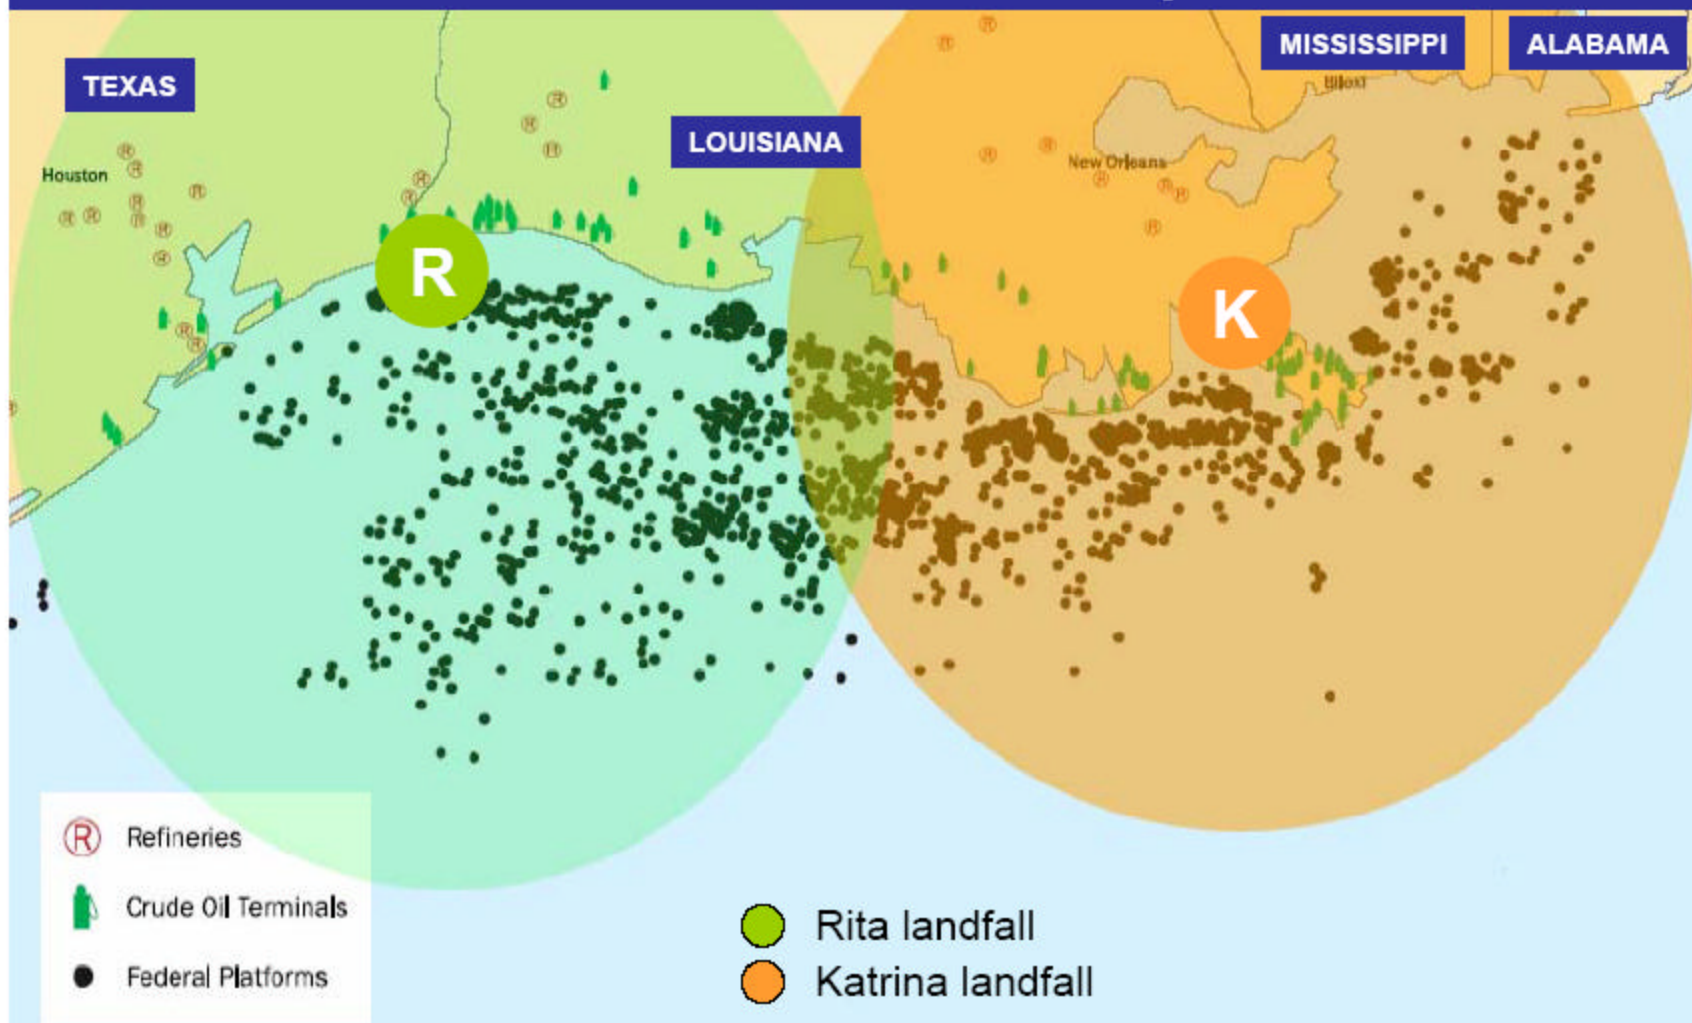 MISSISSIPPI
ALABAMA
TEXAS
Biloxi
LOUISIANA
New Orleans
Houston
R
K
R Refineries
Crude Oil Terminals
Federal Platforms
Rita landfall
Katrina landfall